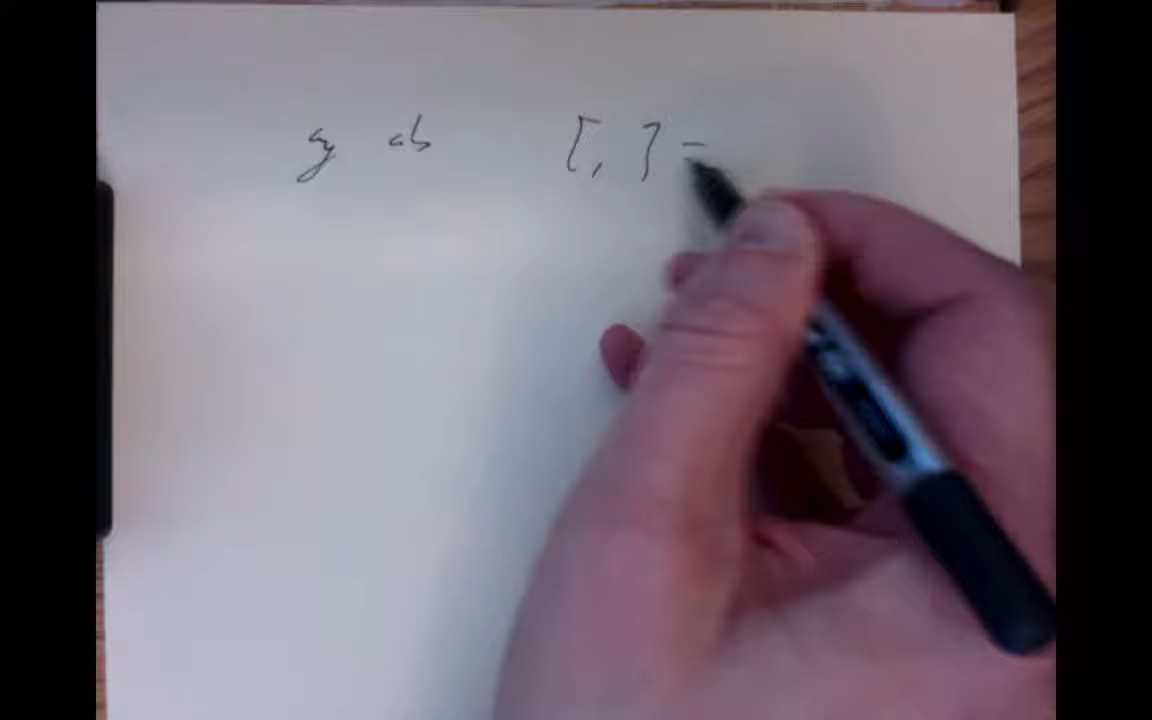 𝔤 ab [, ] -